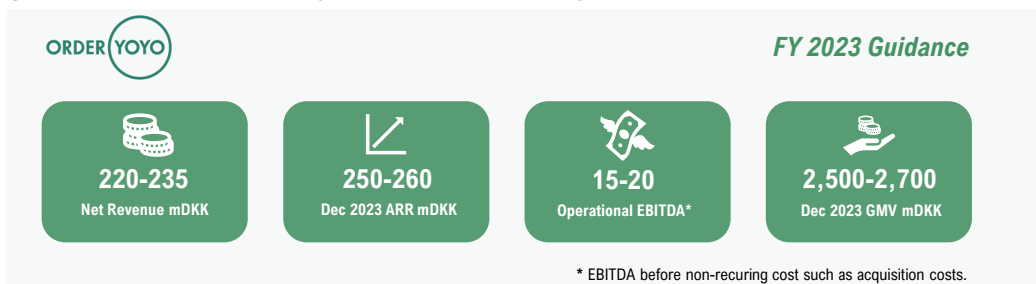 ORDER YOYO
FY 2023 Guidance
220-235
Net Revenue mDKK
250-260
Dec 2023 ARR mDKK
15-20
Operational EBITDA*
2,500-2,700
Dec 2023 GMV mDKK
* EBITDA before non-recuring cost such as acquisition costs.